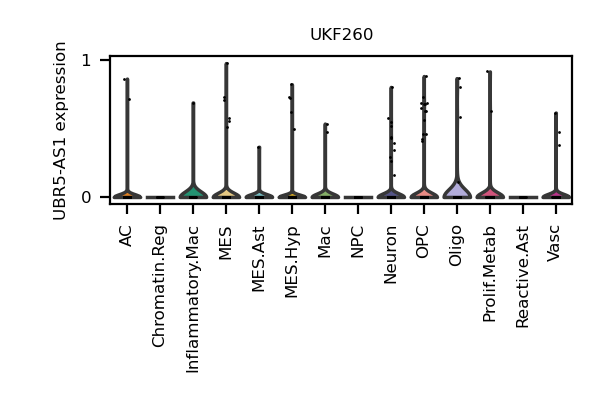 UKF260
UBR5-AS1 expression
1
0
AC
Chromatin.Reg
Inflammatory.Mac
MES
MES.Ast
MES.Hyp
Mac
NPC
Neuron
OPC
Oligo
Prolif.Metab
Reactive.Ast
Vasc